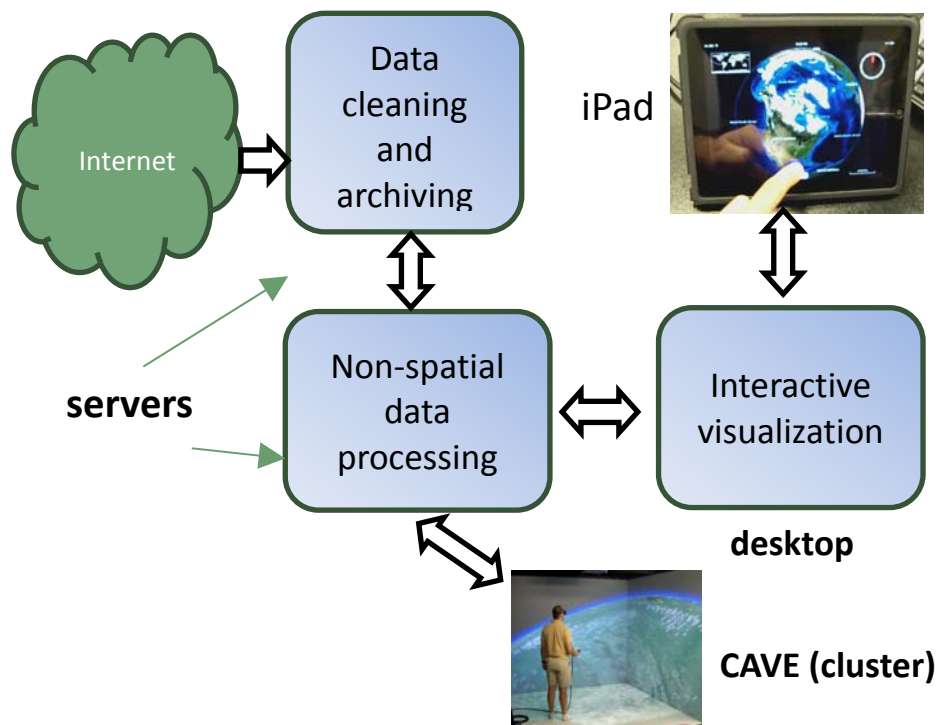 Internet
Data
cleaning
and
archiving
iPad
servers
Non-spatial
data
processing
Interactive
visualization
desktop
CAVE (cluster)